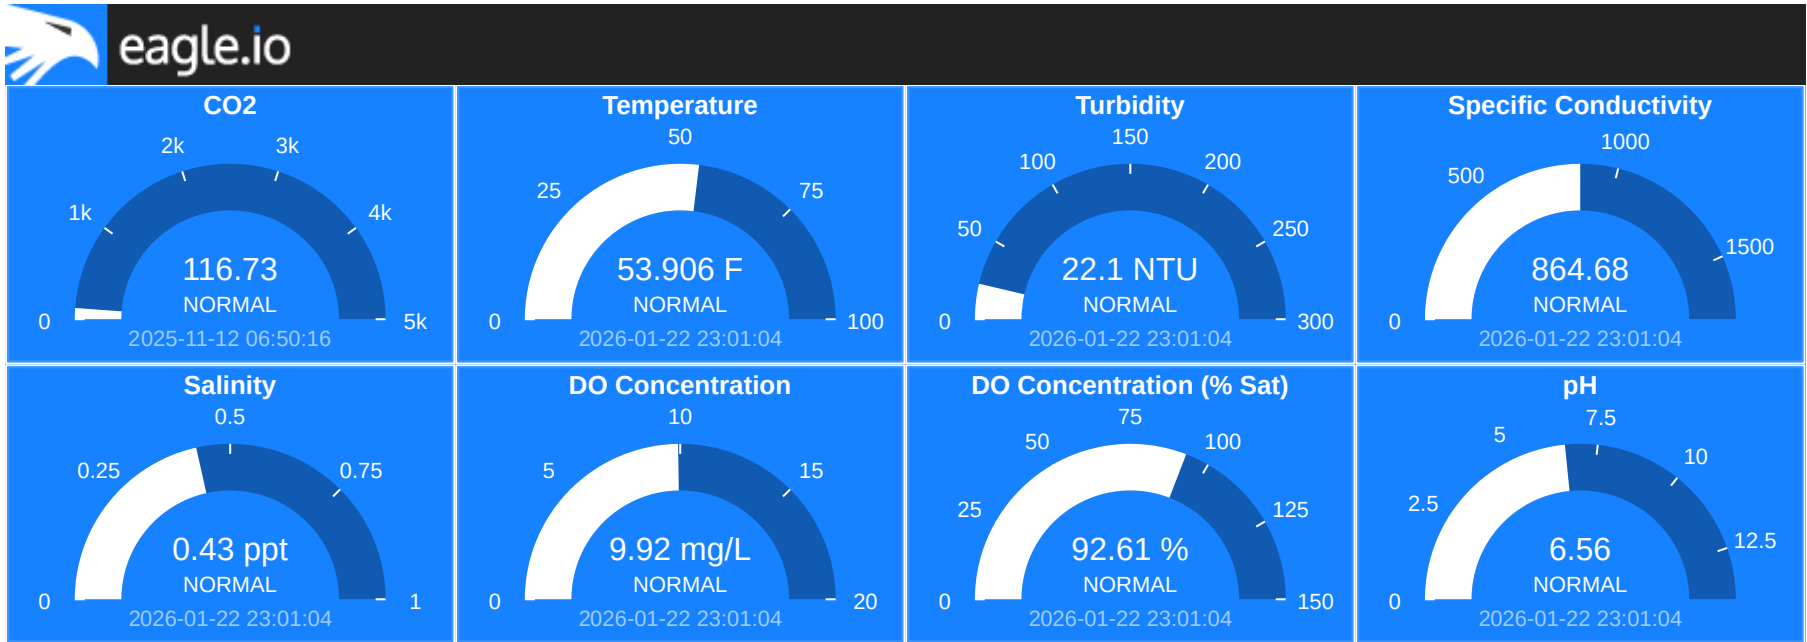 eagle.io
CO2
0
1k
2k
3k
4k
5k
116.73
NORMAL
2025-11-12 06:50:16
Temperature
0
25
50
75
100
53.906 F
NORMAL
2026-01-22 23:01:04
Turbidity
0
50
100
150
200
250
300
22.1 NTU
NORMAL
2026-01-22 23:01:04
Specific Conductivity
0
500
1000
1500
864.68
NORMAL
2026-01-22 23:01:04
Salinity
0
0.25
0.5
0.75
1
0.43 ppt
NORMAL
2026-01-22 23:01:04
DO Concentration
0
5
10
15
20
9.92 mg/L
NORMAL
2026-01-22 23:01:04
DO Concentration (% Sat)
0
25
50
75
100
125
150
92.61 %
NORMAL
2026-01-22 23:01:04
pH
0
2.5
5
7.5
10
12.5
6.56
NORMAL
2026-01-22 23:01:04